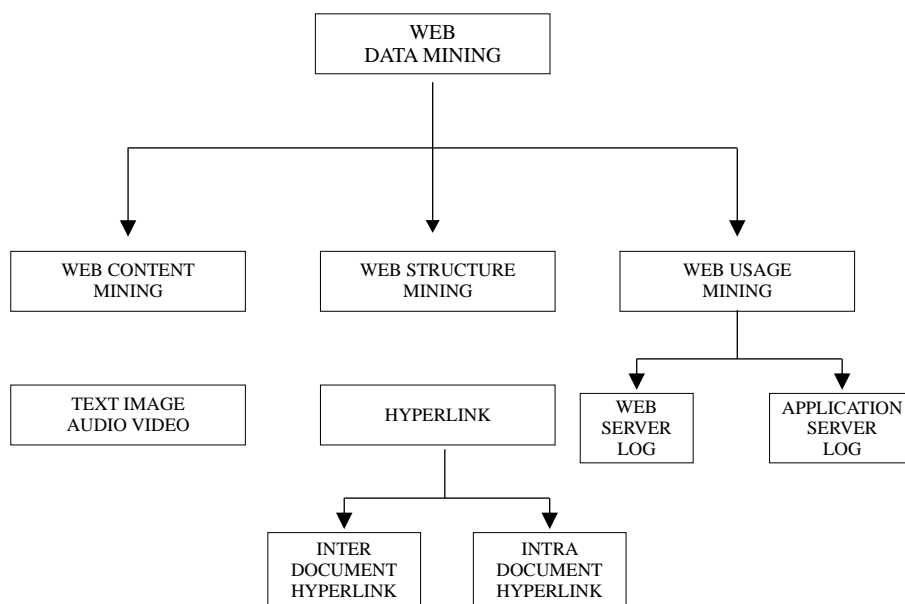 WEB
DATA MINING
WEB CONTENT
MINING
WEB STRUCTURE
MINING
WEB USAGE
MINING
TEXT IMAGE
AUDIO VIDEO
HYPERLINK
WEB
SERVER
LOG
APPLICATION
SERVER
LOG
INTER
DOCUMENT
HYPERLINK
INTRA
DOCUMENT
HYPERLINK